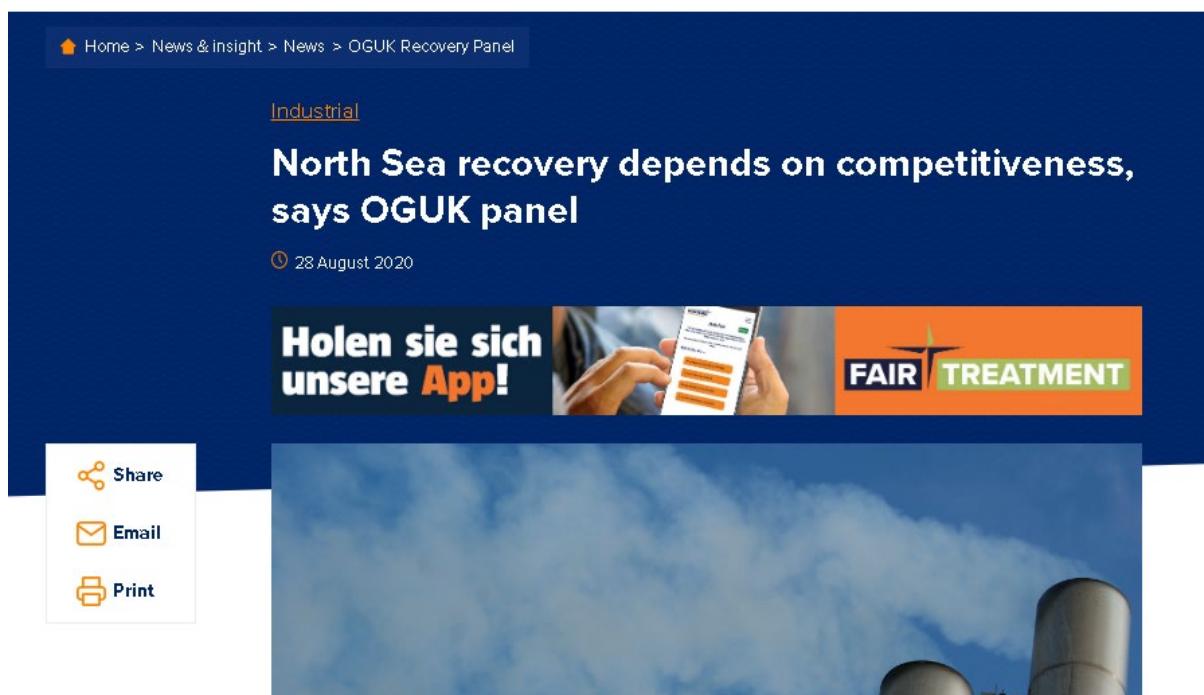 Home > News & insight > News > OGUK Recovery Panel
Industrial
North Sea recovery depends on competitiveness,
says OGUK panel
28 August 2020
Holen sie sich
unsere App!
FAIR TREATMENT
Share
Email
Print